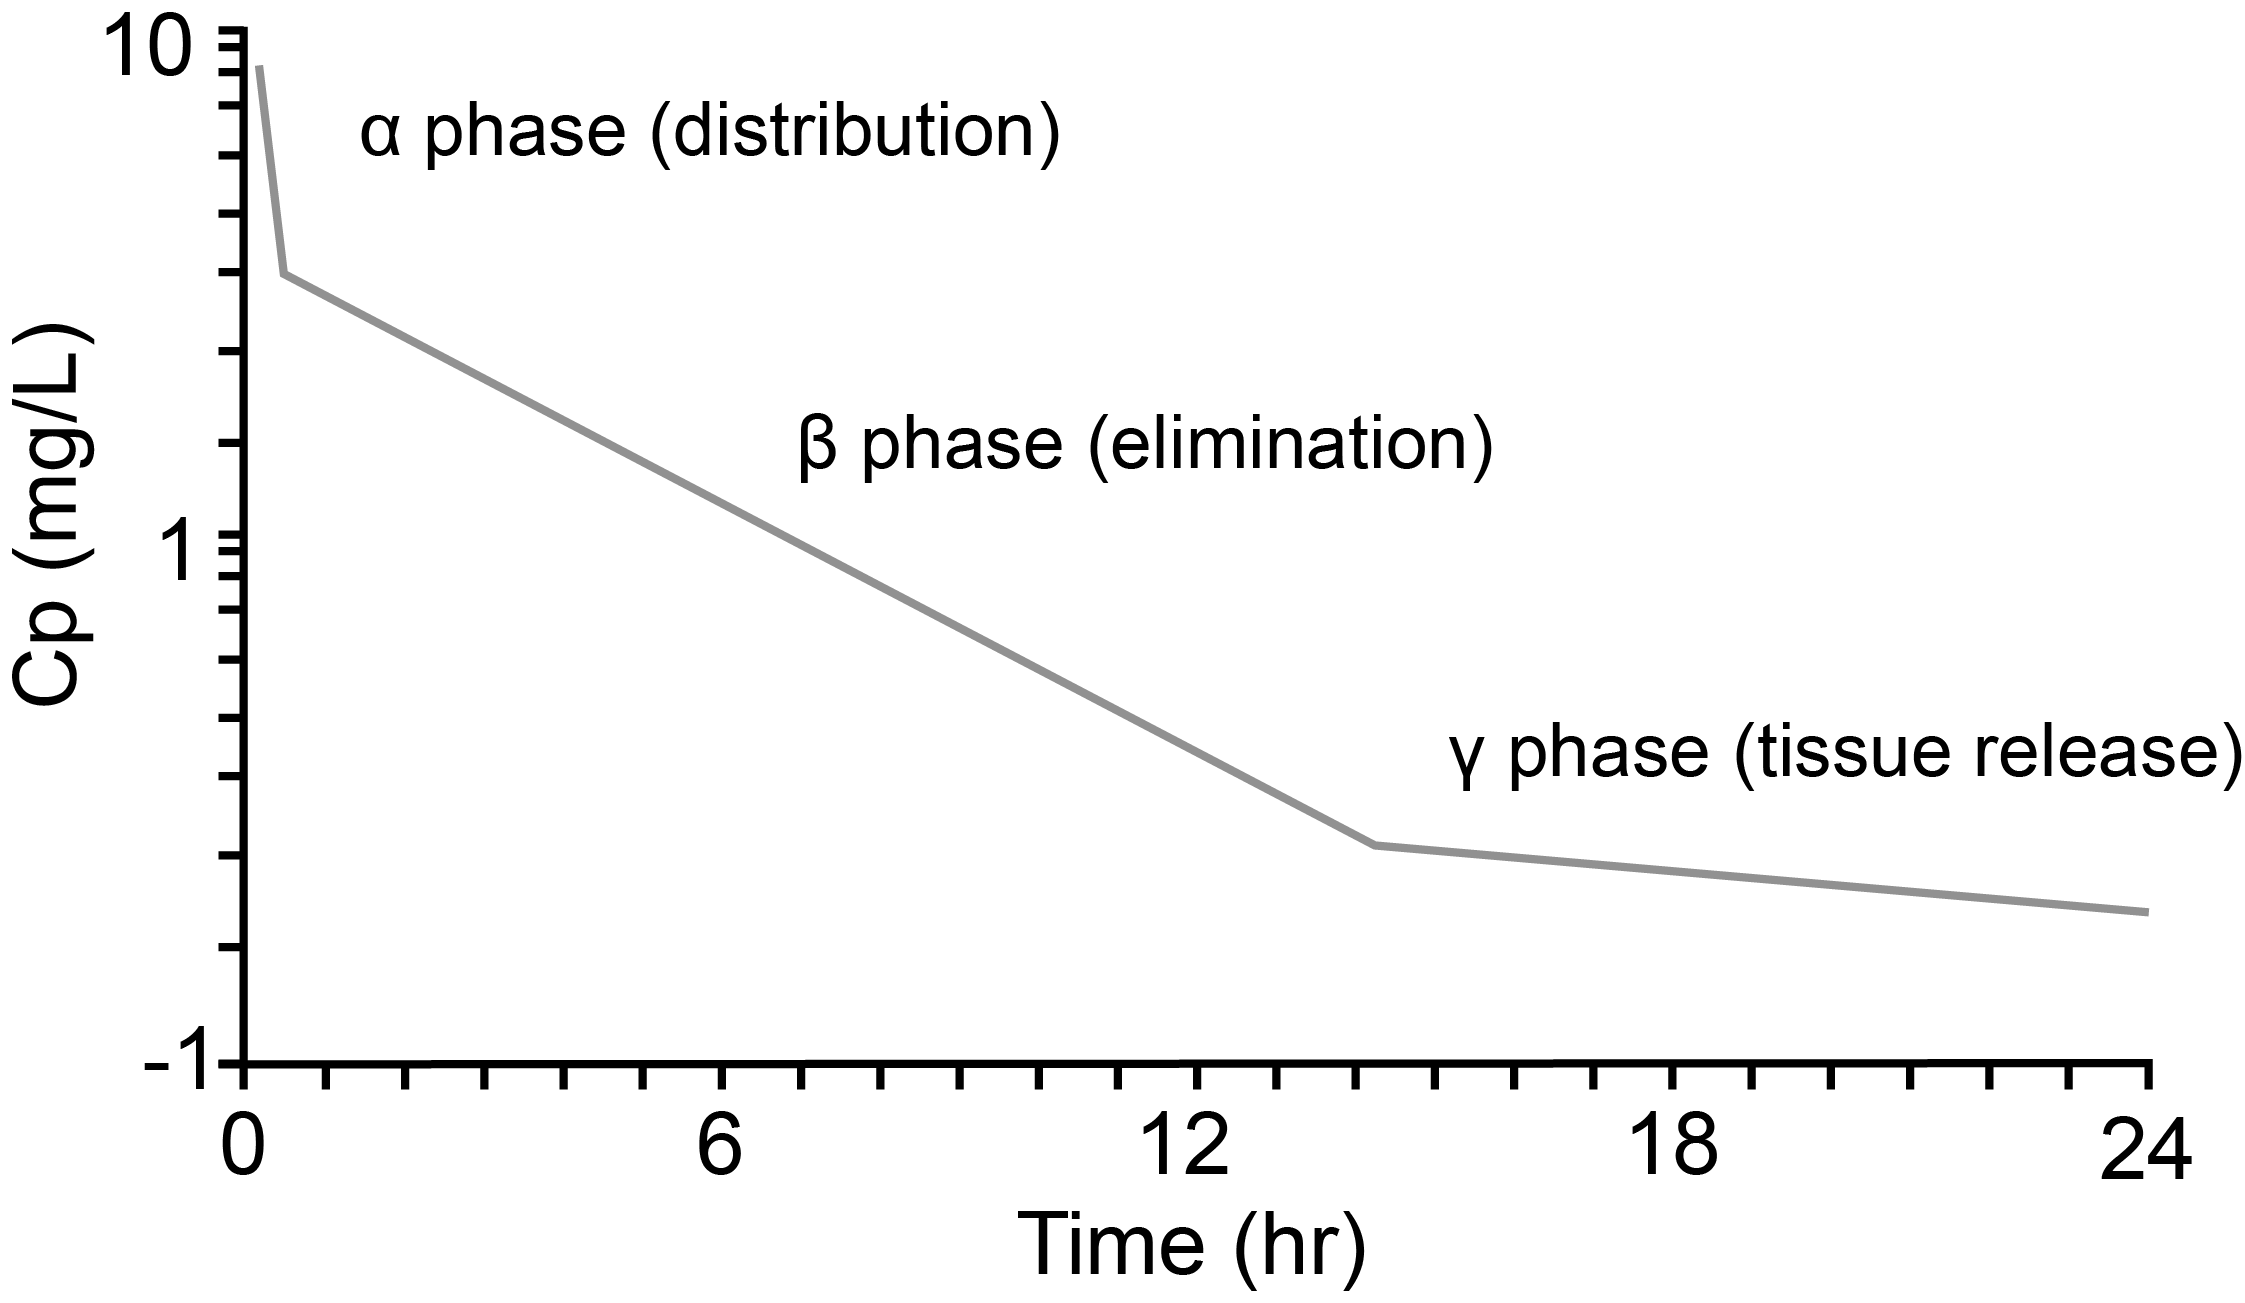 10
α phase (distribution)
β phase (elimination)
Cp (mg/L)
1
γ phase (tissue release)
-1
0 6 12 18 24
Time (hr)